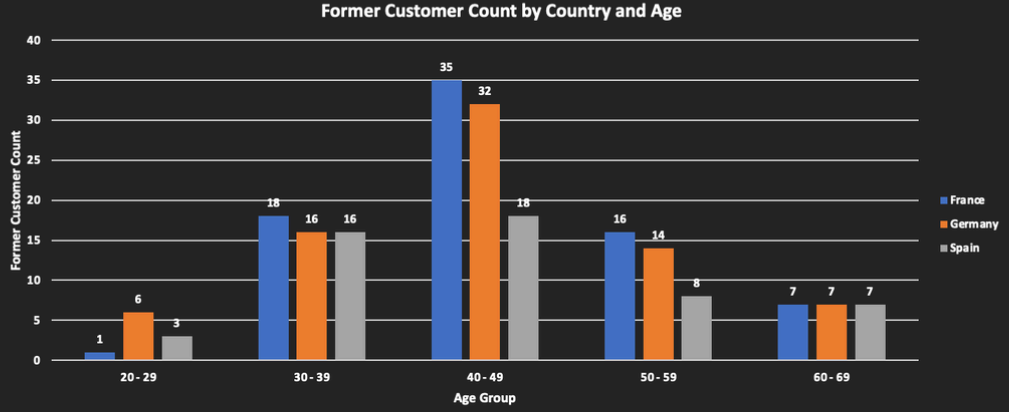 Former Customer Count by Country and Age
Former Customer Count
40
35
30
25
20
15
10
5
0
1
6
3
18
16
16
35
32
18
16
14
8
7
7
7
20 - 29
30 - 39
40 - 49
50 - 59
60 - 69
Age Group
France
Germany
Spain